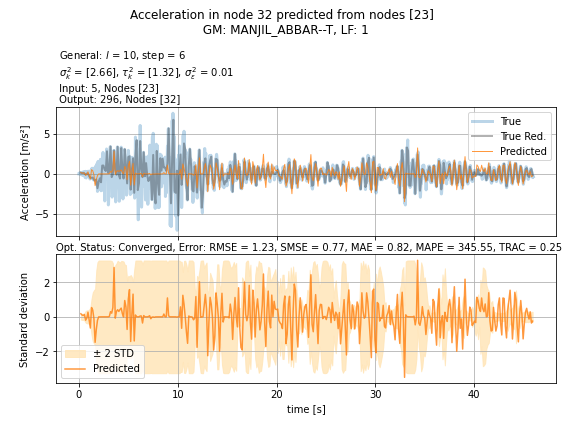 Acceleration in node 32 predicted from nodes [23]
GM: MANJIL_ABBAR--T, LF: 1
General: l = 10, step = 6
σ²ₖ = [2.66], τ²ₖ = [1.32], σ²ε = 0.01
Input: 5, Nodes [23]
Output: 296, Nodes [32]
Acceleration [m/s²]
5
0
−5
True
True Red.
Predicted
Opt. Status: Converged, Error: RMSE = 1.23, SMSE = 0.77, MAE = 0.82, MAPE = 345.55, TRAC = 0.25
Standard deviation
2
0
−2
± 2 STD
Predicted
0 10 20 30 40
time [s]